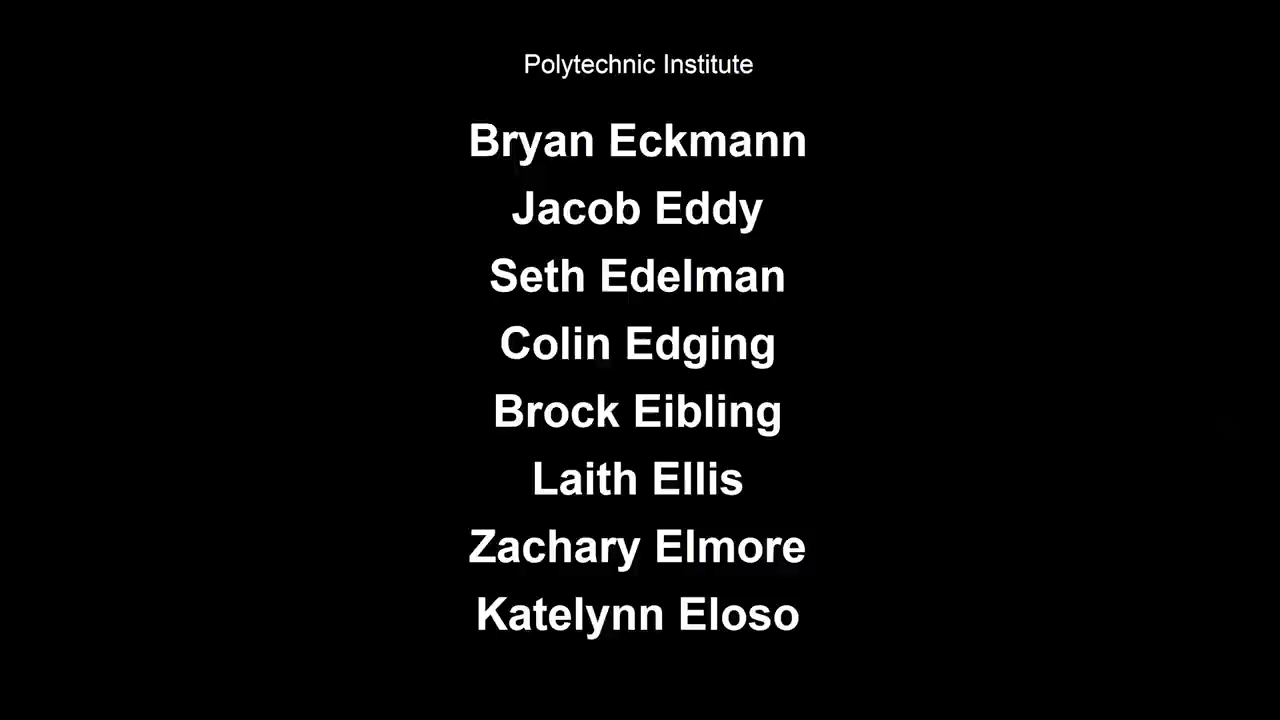 Polytechnic Institute
Bryan Eckmann
Jacob Eddy
Seth Edelman
Colin Edging
Brock Eibling
Laith Ellis
Zachary Elmore
Katelynn Eloso